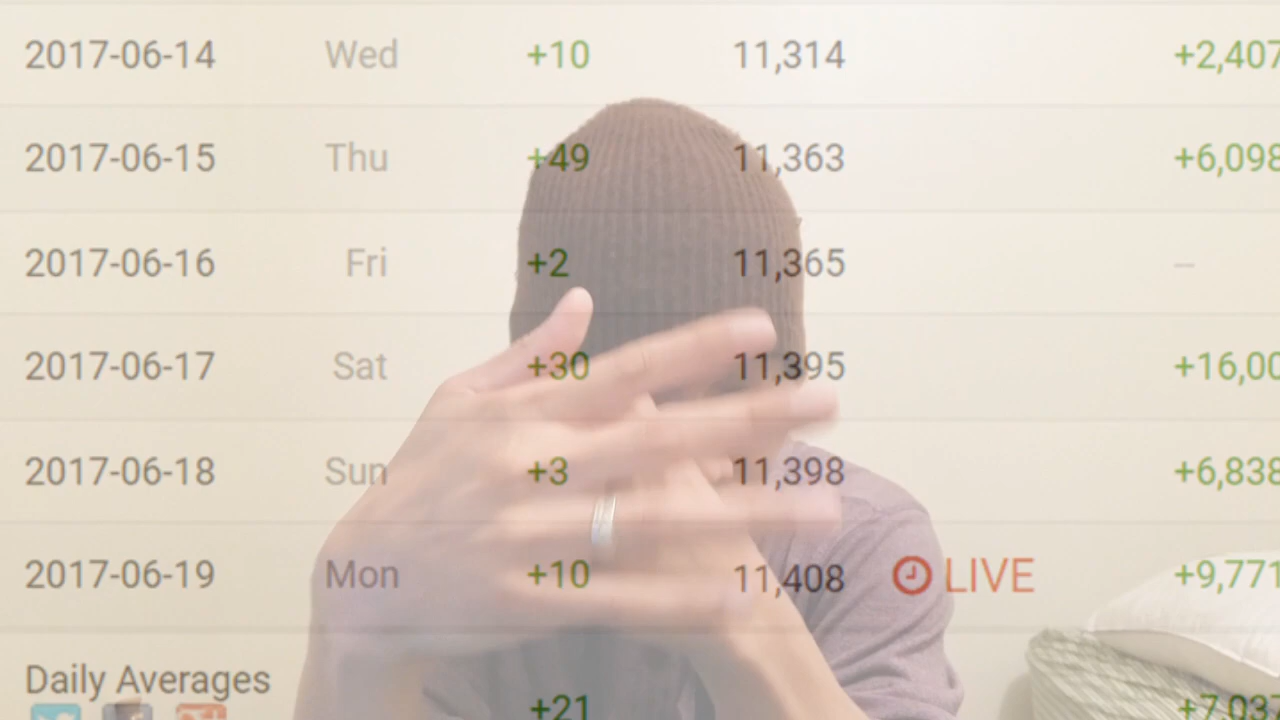 2017-06-14 Wed +10 11,314 +2,407
2017-06-15 Thu +49 11,363 +6,098
2017-06-16 Fri +2 11,365 –
2017-06-17 Sat +30 11,395 +16,00
2017-06-18 Sun +3 11,398 +6,838
2017-06-19 Mon +10 11,408 LIVE +9,771
Daily Averages +21 +7,037